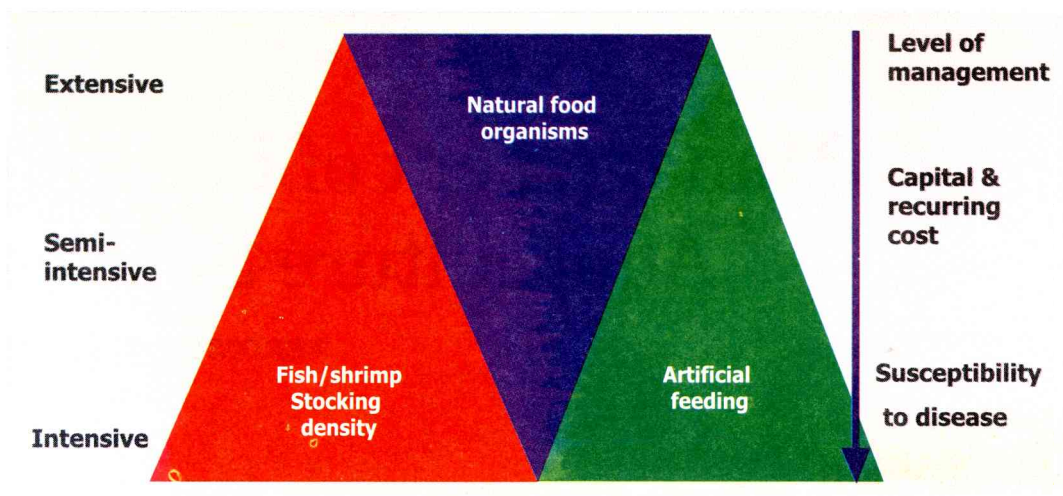 Extensive
Semi-
intensive
Intensive
Natural food
organisms
Fish/shrimp
Stocking
density
Artificial
feeding
Level of
management
Capital &
recurring
cost
Susceptibility
to disease